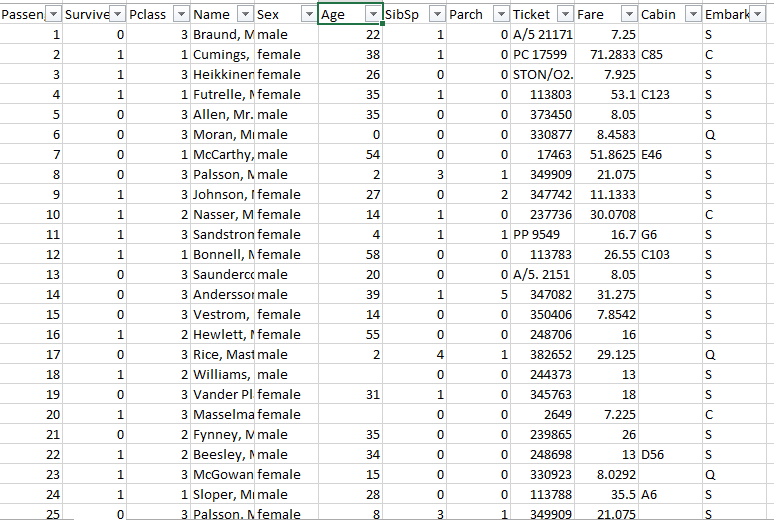 Passen Survive Pclass Name Sex Age SibSp Parch Ticket Fare Cabin Embark
1 0 3 Braund, M male 22 1 0 A/5 21171 7.25 S
2 1 1 Cumings, female 38 1 0 PC 17599 71.2833 C85 C
3 1 3 Heikkinen female 26 0 0 STON/O2. 7.925 S
4 1 1 Futrelle, M female 35 1 0 113803 53.1 C123 S
5 0 3 Allen, Mr. male 35 0 0 373450 8.05 S
6 0 3 Moran, Mr male 0 0 0 330877 8.4583 Q
7 0 1 McCarthy, male 54 0 0 17463 51.8625 E46 S
8 0 3 Palsson, M male 2 3 1 349909 21.075 S
9 1 3 Johnson, female 27 0 2 347742 11.1333 S
10 1 2 Nasser, M female 14 1 0 237736 30.0708 C
11 1 3 Sandstron female 4 1 1 PP 9549 16.7 G6 S
12 1 1 Bonnell, M female 58 0 0 113783 26.55 C103 S
13 0 3 Saunderco male 20 0 0 A/5. 2151 8.05 S
14 0 3 Andersson male 39 1 5 347082 31.275 S
15 0 3 Vestrom, female 14 0 0 350406 7.8542 S
16 1 2 Hewlett, female 55 0 0 248706 16 S
17 0 3 Rice, Mast male 2 4 1 382652 29.125 Q
18 1 2 Williams, male 0 0 244373 13 S
19 0 3 Vander Pl female 31 1 0 345763 18 S
20 1 3 Masselma female 0 0 2649 7.225 C
21 0 2 Fynney, M male 35 0 0 239865 26 S
22 1 2 Beesley, M male 34 0 0 248698 13 D56 S
23 1 3 McGowan female 15 0 0 330923 8.0292 Q
24 1 1 Sloper, Mr male 28 0 0 113788 35.5 A6 S
25 0 3 Palsson, M female 8 3 1 349909 21.075 S